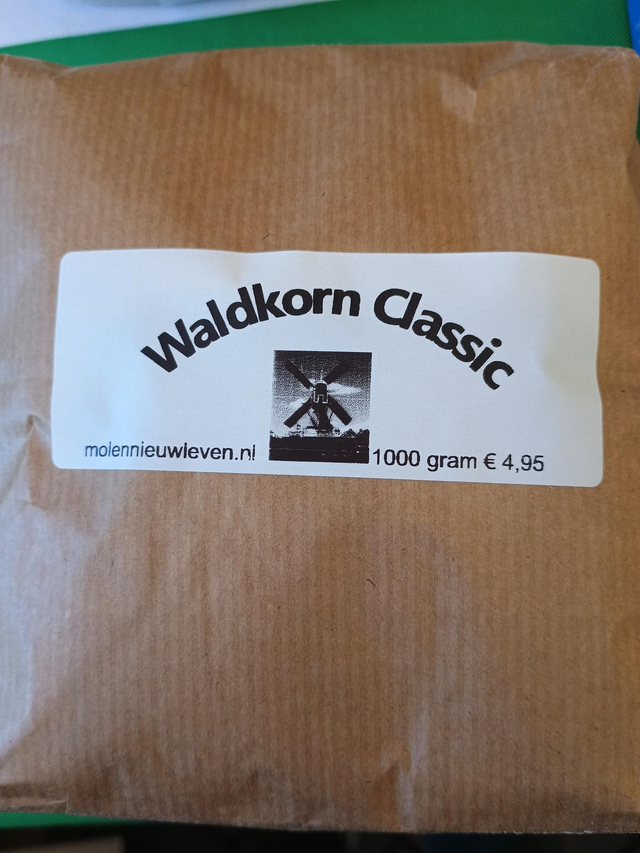 Waldkorn Classic
molennieuwleven.nl
1000 gram € 4,95